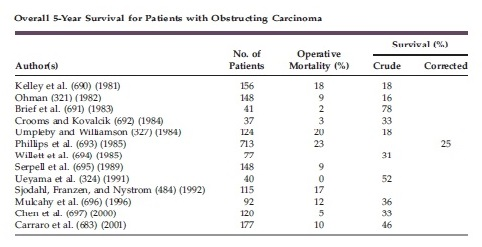 Overall 5-Year Survival for Patients with Obstructing Carcinoma
Survival (%)
No. of Operative
Author(s) Patients Mortality (%) Crude Corrected
Kelley et al. (690) (1981) 156 18 18
Ohman (321) (1982) 148 9 16
Brief et al. (691) (1983) 41 2 78
Crooms and Kovalcik (692) (1984) 37 3 33
Umpleby and Williamson (327) (1984) 124 20 18
Phillips et al. (693) (1985) 713 23 25
Willett et al. (694) (1985) 77 31
Serpell et al. (695) (1989) 148 9
Ueyama et al. (324) (1991) 40 0 52
Sjodahl, Franzen, and Nystrom (484) (1992) 115 17
Mulcahy et al. (696) (1996) 92 12 36
Chen et al. (697) (2000) 120 5 33
Carraro et al. (683) (2001) 177 10 46